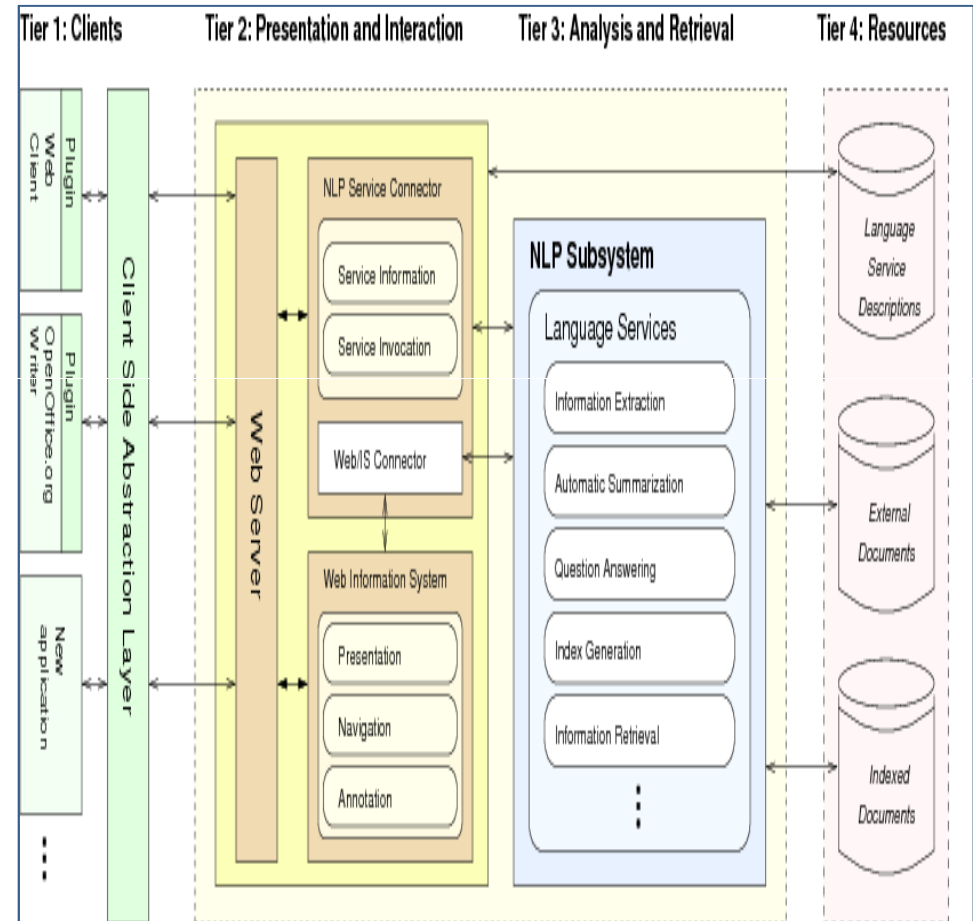 Tier 1: Clients
Tier 2: Presentation and Interaction
Tier 3: Analysis and Retrieval
Tier 4: Resources
Plugin
Web
Client
Plugin
OpenOffice.org
Writer
New
application
Client Side Abstraction Layer
Web Server
NLP Service Connector
Service Information
Service Invocation
Web/IS Connector
Web Information System
Presentation
Navigation
Annotation
NLP Subsystem
Language Services
Information Extraction
Automatic Summarization
Question Answering
Index Generation
Information Retrieval
Language
Service
Descriptions
External
Documents
Indexed
Documents